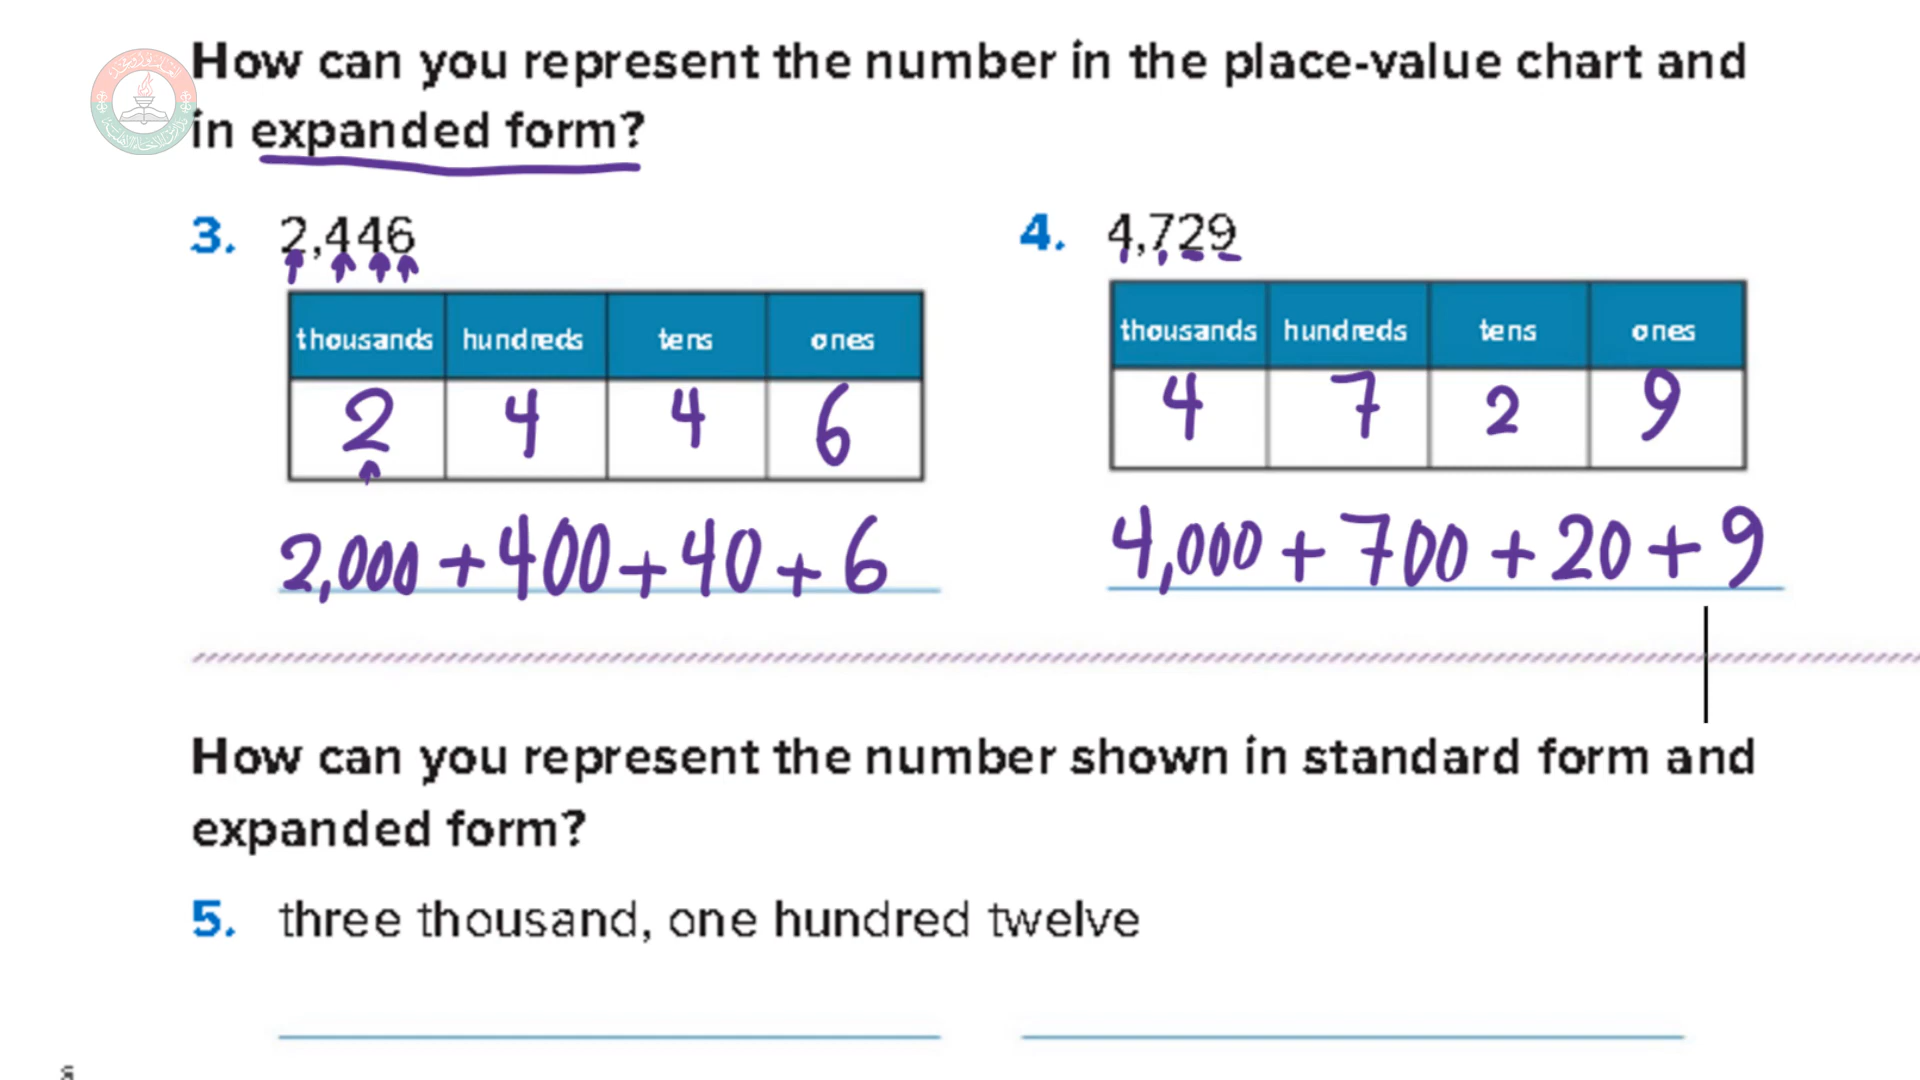 How can you represent the number in the place-value chart and
in expanded form?
3. 2,446
thousands hundreds tens ones
2 4 4 6
2,000 + 400 + 40 + 6
4. 4,729
thousands hundreds tens ones
4 7 2 9
4,000 + 700 + 20 + 9
How can you represent the number shown in standard form and
expanded form?
5. three thousand, one hundred twelve